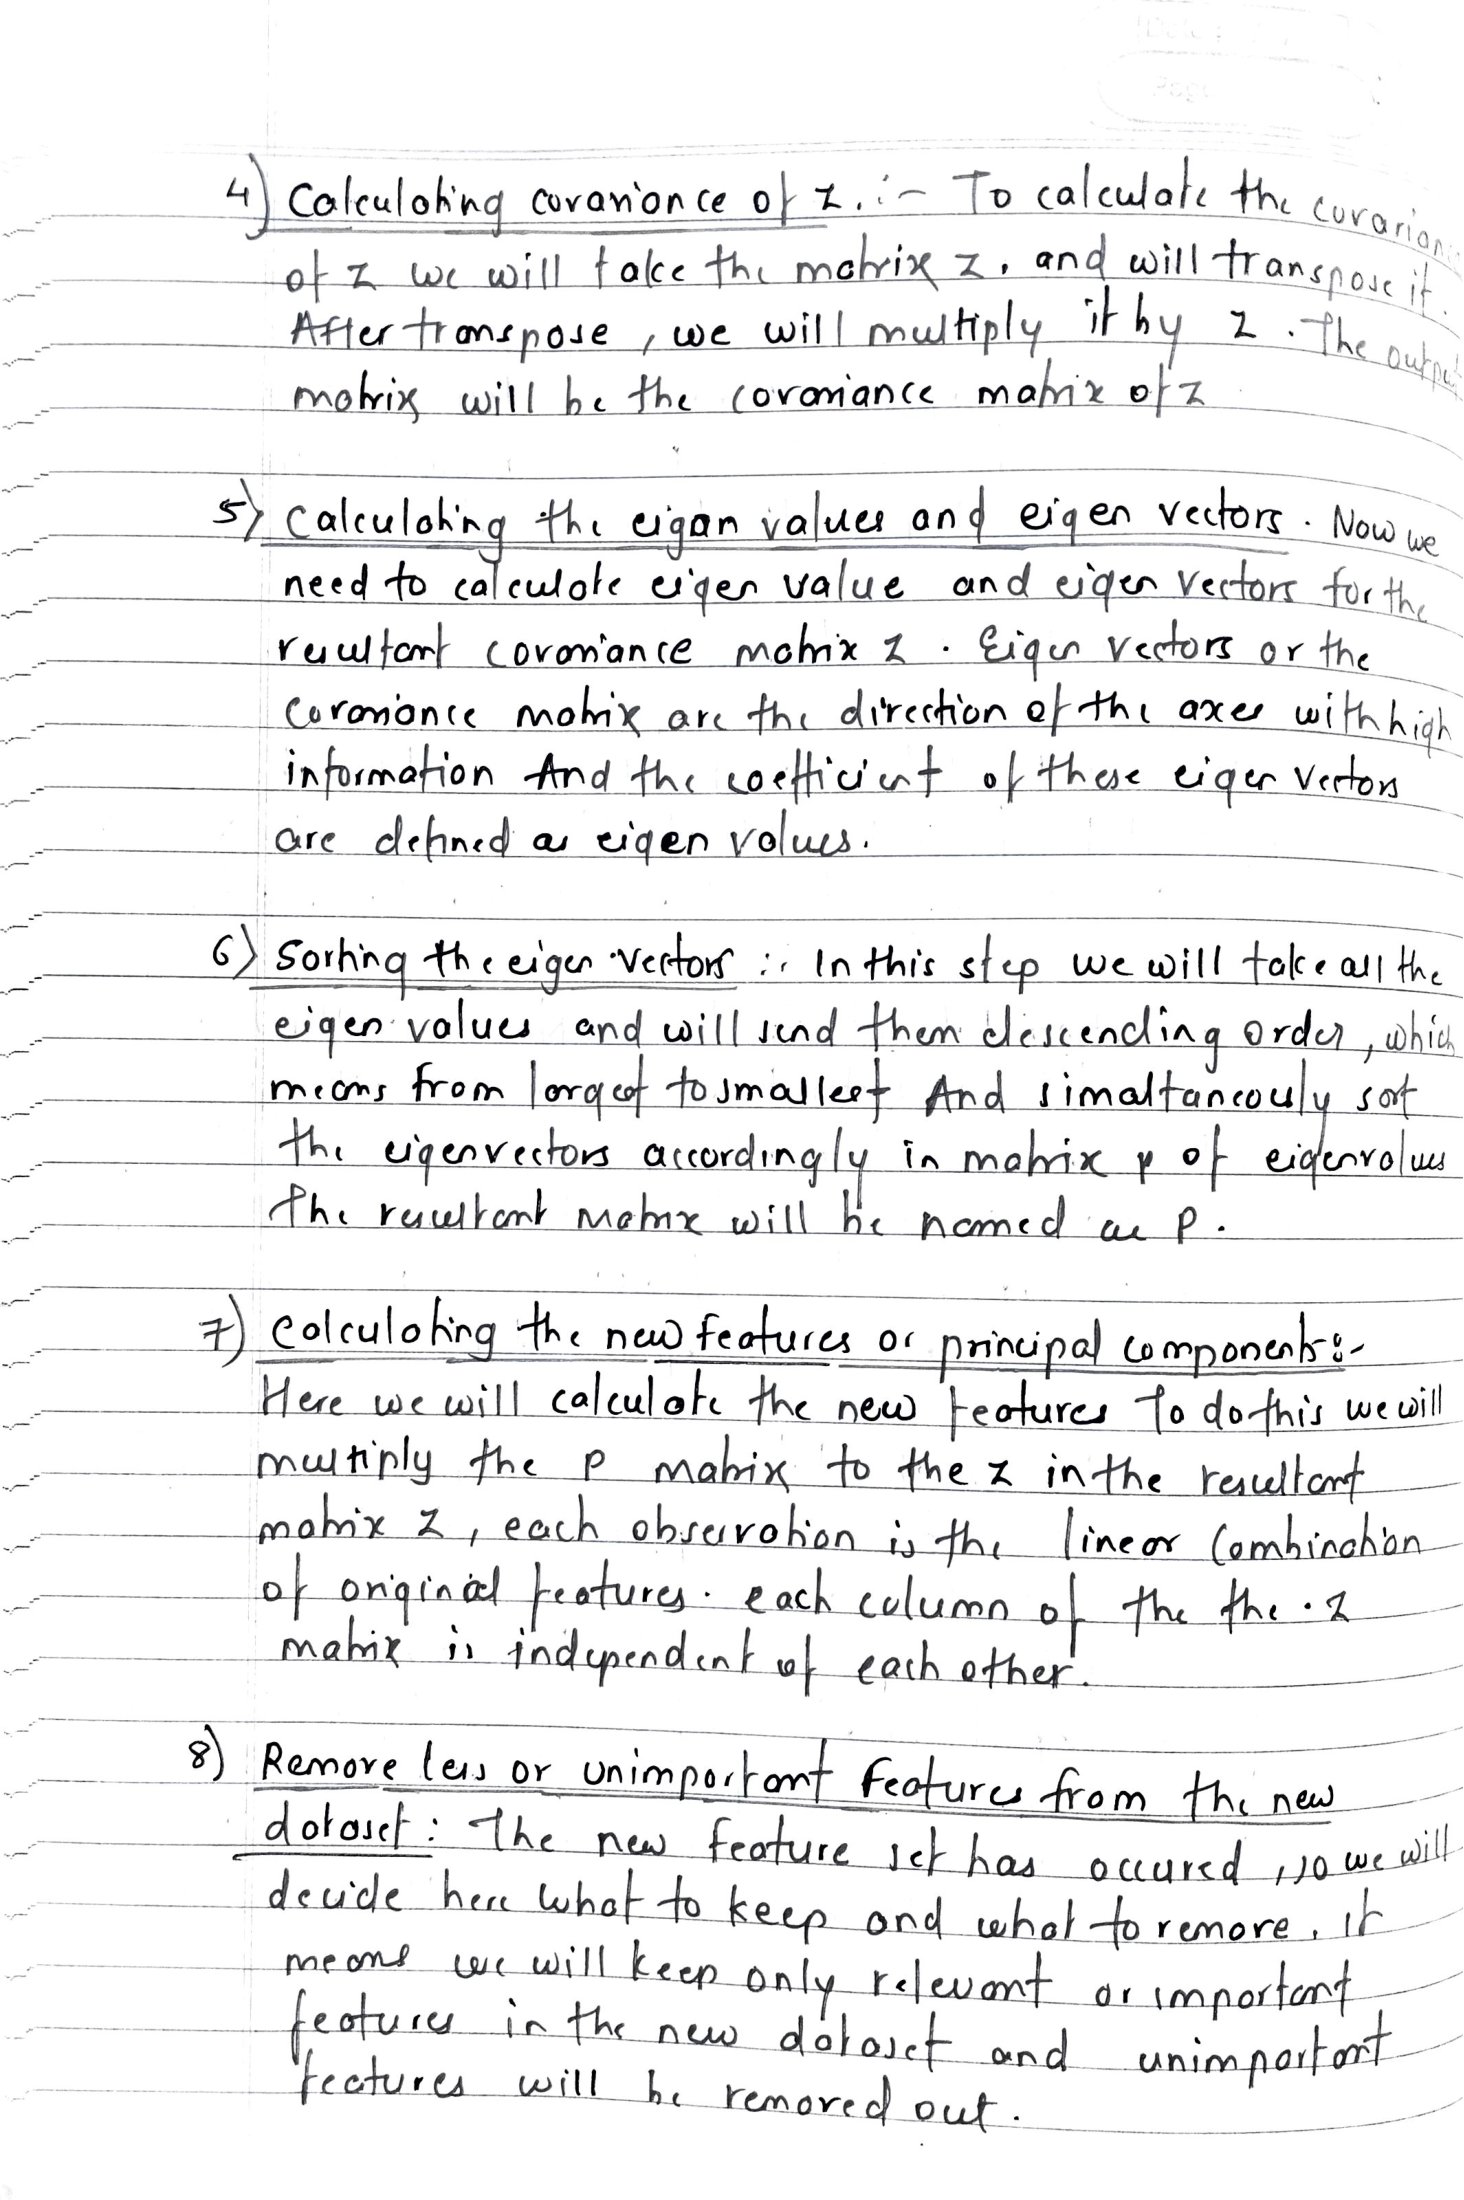 4) Calculating covariance of Z. :- To calculate the covarianc
of Z we will take the matrix Z, and will transpose it.
After transpose, we will multiply it by Z. The output
matrix will be the covariance matrix of Z
5) Calculating the eigan values and eigen vectors. Now we
need to calculate eigen value and eigen vectors for the
resultant covariance matrix Z. Eigen vectors or the
covariance matrix are the direction of the axes with high
information And the coefficient of these eigen vectors
are defined as eigen values.
6) Sorting the eigen vectors :- In this step we will take all the
eigen values and will send them descending order, which
means from largest to smallest And simaltaneously sort
the eigenvectors accordingly in matrix p of eigenvalues
The resultant matrix will be named as P.
7) Calculating the new features or principal components:-
Here we will calculate the new features To do this we will
multiply the P matrix to the Z in the resultant
matrix Z, each observation is the linear combination
of original features. each column of the the Z
matrix is independent of each other.
8) Remove less or unimportant features from the new
dataset: The new feature set has occured, so we will
decide here what to keep and what to remove. it
means we will keep only relevant or important
features in the new dataset and unimportant
features will be removed out.